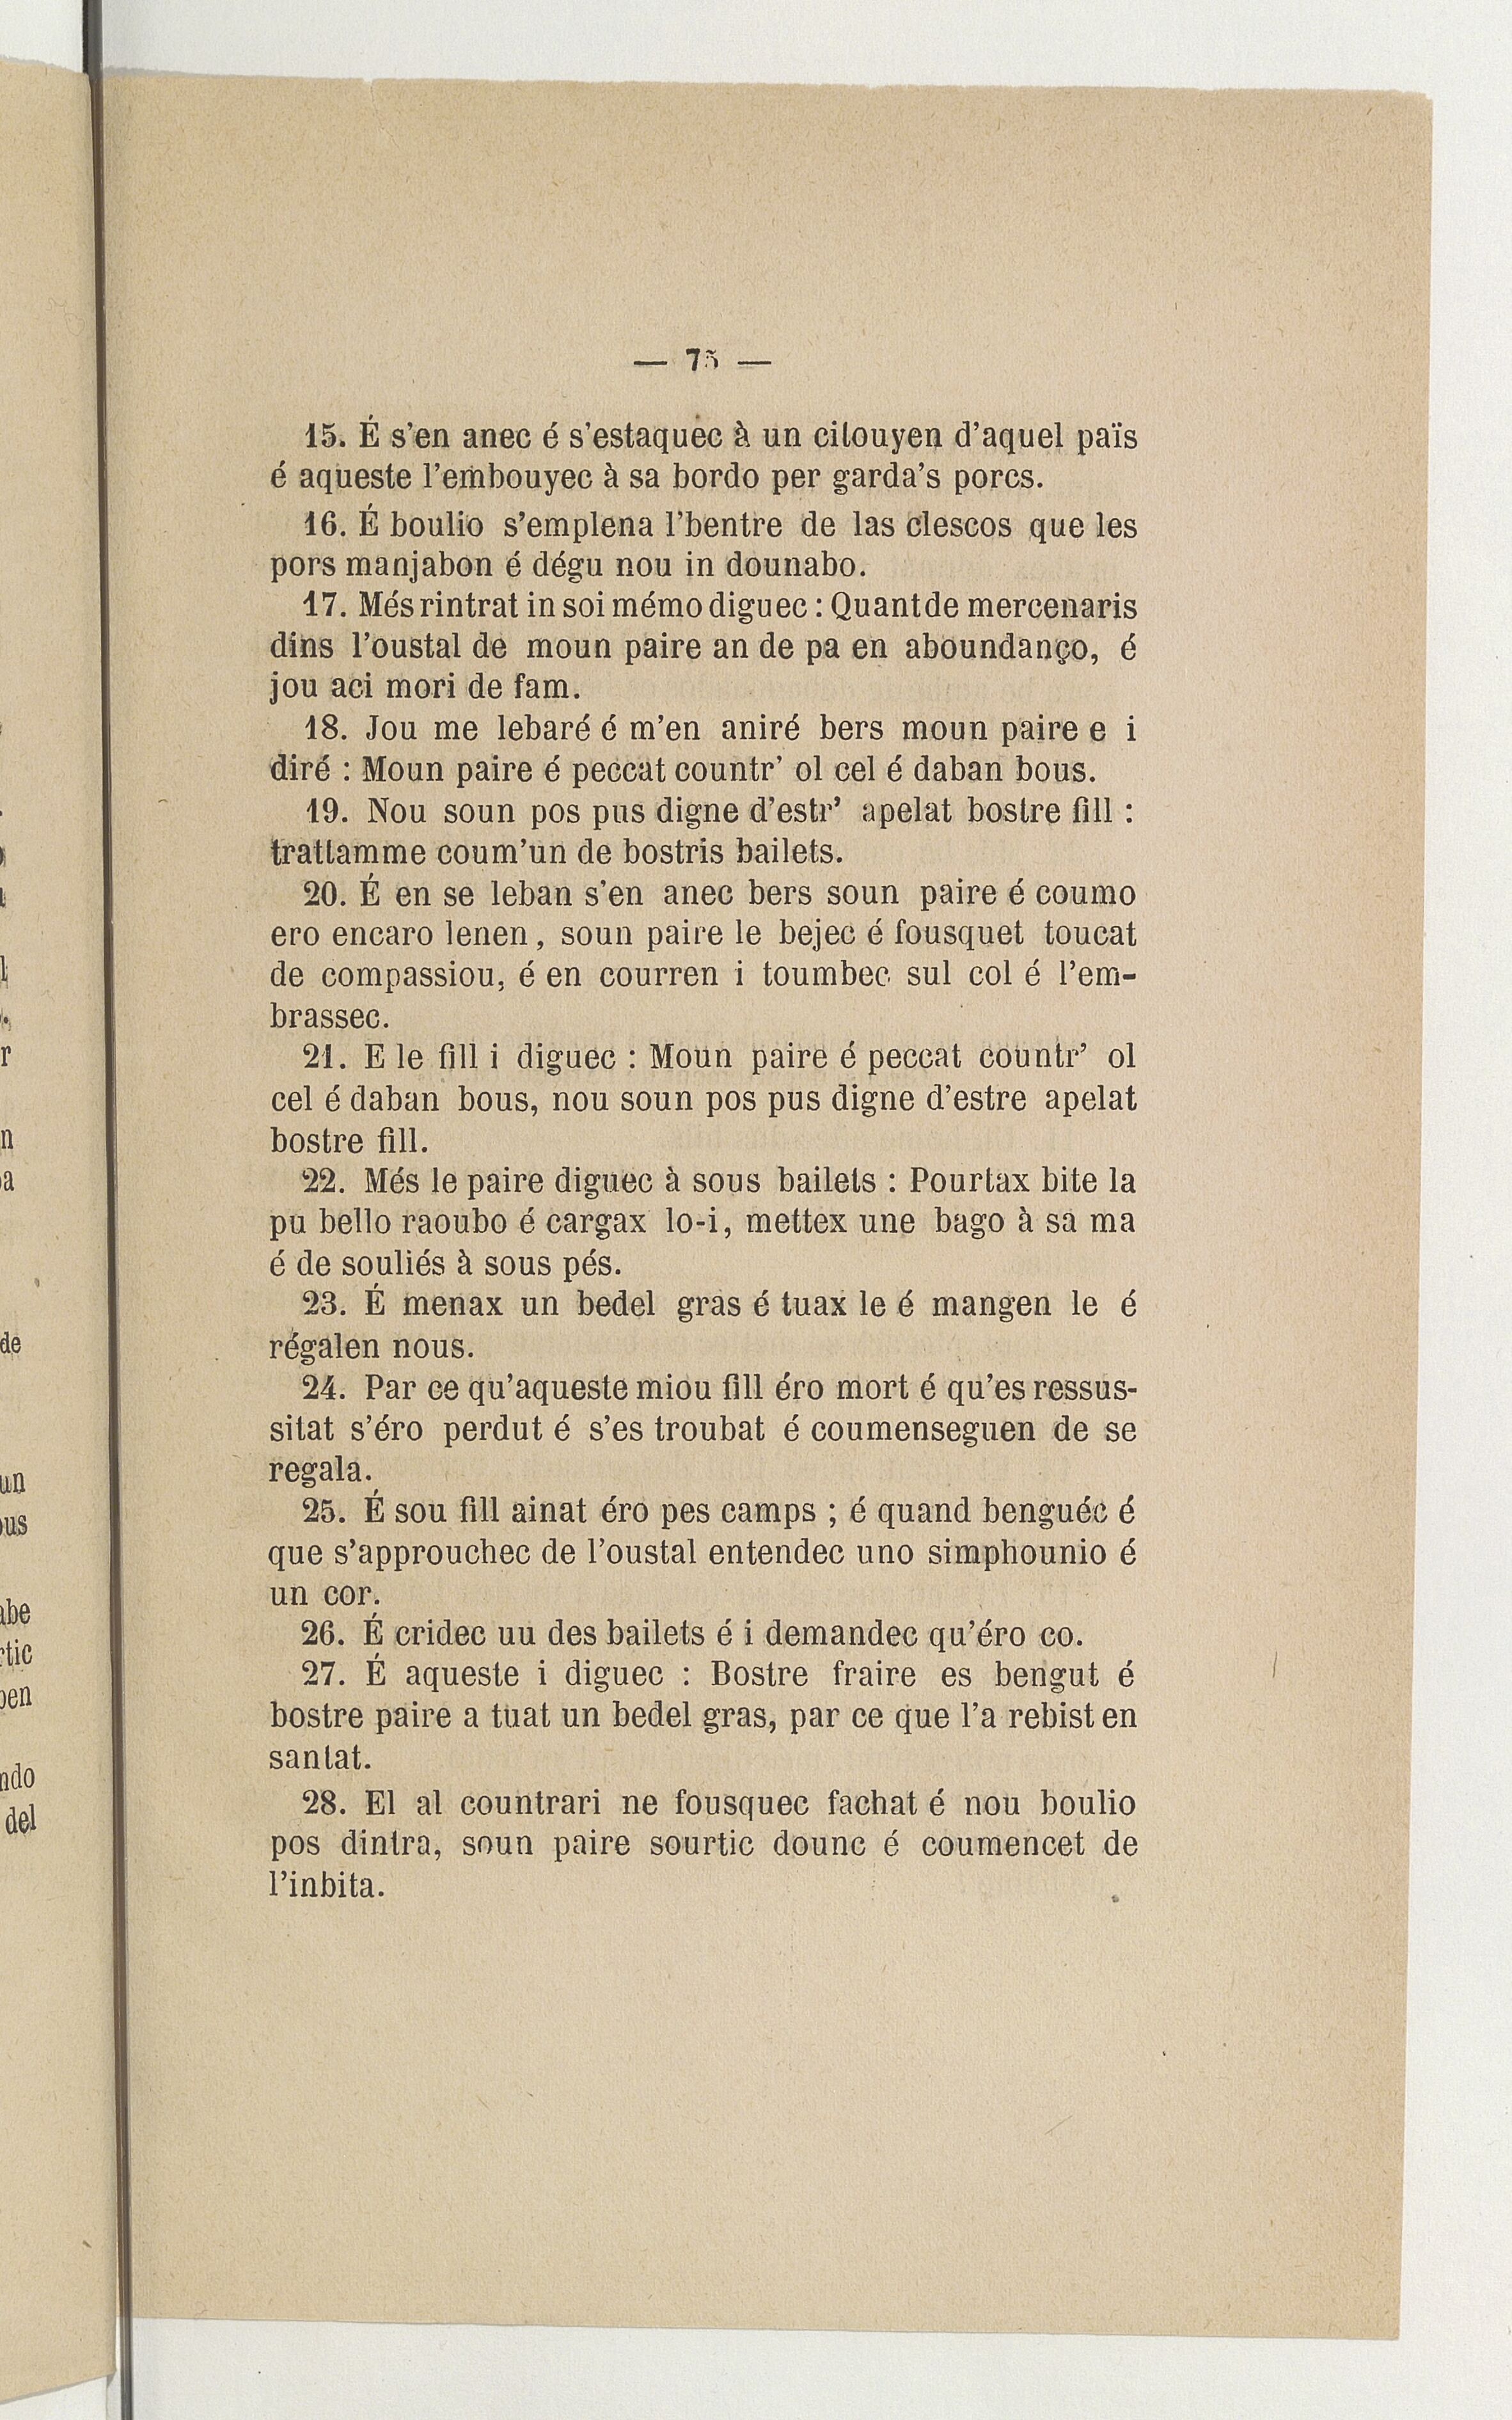 — 75 —
15. É s'en anec é s'estaquec à un citouyen d'aquel païs
é aqueste l'embouyec à sa bordo per garda's porcs.
16. É boulio s'emplena l'bentre de las clescos que les
pors manjabon é dégu nou in dounabo.
17. Més rintrat in soi mémo diguec : Quant de mercenaris
dins l'oustal de moun paire an de pa en aboundanço, é
jou aci mori de fam.
18. Jou me lebaré é m'en aniré bers moun paire e i
diré : Moun paire é peccat countr' ol cel é daban bous.
19. Nou soun pos pus digne d'estr' apelat bostre fill :
trattamme coum'un de bostris bailets.
20. É en se leban s'en anec bers soun paire é coumo
ero encaro lenen, soun paire le bejec é fousquet toucat
de compassiou, é en courren i toumbec sul col é l'em-
brassec.
21. E le fill i diguec : Moun paire é peccat countr' ol
cel é daban bous, nou soun pos pus digne d'estre apelat
bostre fill.
22. Més le paire diguec à sous bailets : Pourtax bite la
pu bello raoubo é cargax lo-i, mettex une bago à sa ma
é de souliés à sous pés.
23. É menax un bedel gras é tuax le é mangen le é
régalen nous.
24. Par ce qu'aqueste miou fill éro mort é qu'es ressus-
sitat s'éro perdut é s'es troubat é coumenseguen de se
regala.
25. É sou fill ainat éro pes camps ; é quand benguéc é
que s'approuchec de l'oustal entendec uno simphounio é
un cor.
26. É cridec uu des bailets é i demandec qu'éro co.
27. É aqueste i diguec : Bostre fraire es bengut é
bostre paire a tuat un bedel gras, par ce que l'a rebist en
santat.
28. El al countrari ne fousquec fachat é nou boulio
pos dintra, soun paire sourtic dounc é coumencet de
l'inbita.